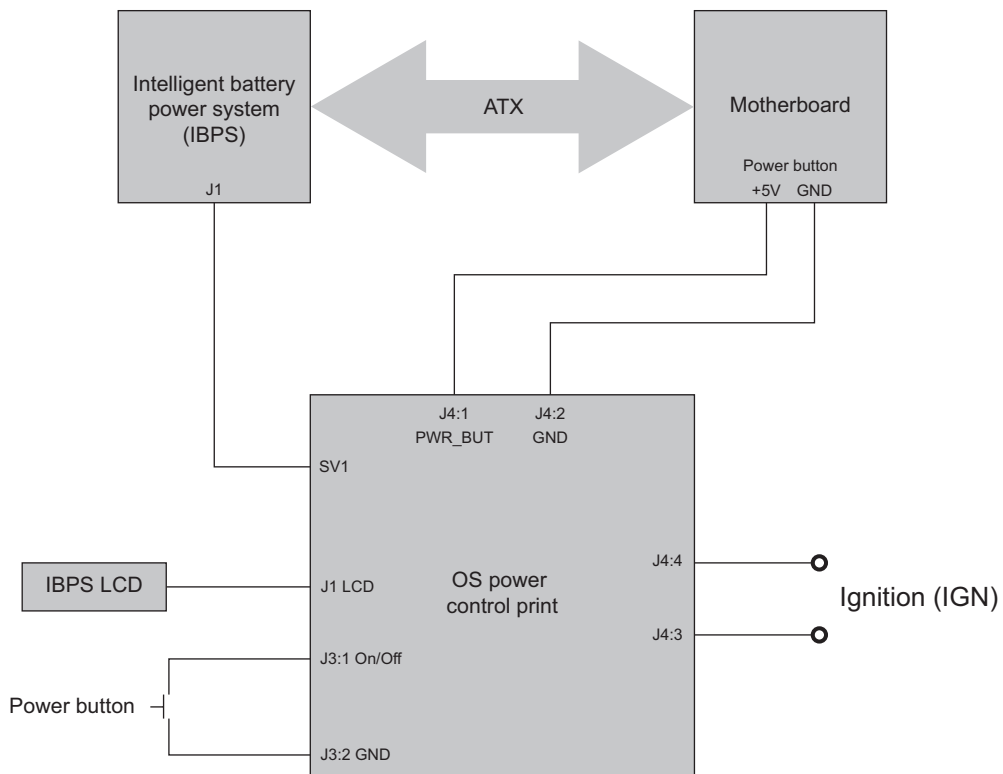 Intelligent battery
power system
(IBPS)
J1
ATX
Motherboard
Power button
+5V GND
J4:1
PWR_BUT
J4:2
GND
SV1
IBPS LCD
J1 LCD
OS power
control print
J4:4
Ignition (IGN)
J4:3
J3:1 On/Off
Power button
J3:2 GND